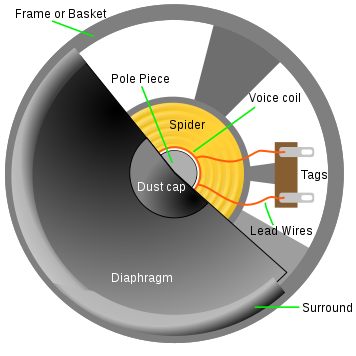 Frame or Basket
Pole Piece
Voice coil
Spider
Tags
Dust cap
Lead Wires
Diaphragm
Surround